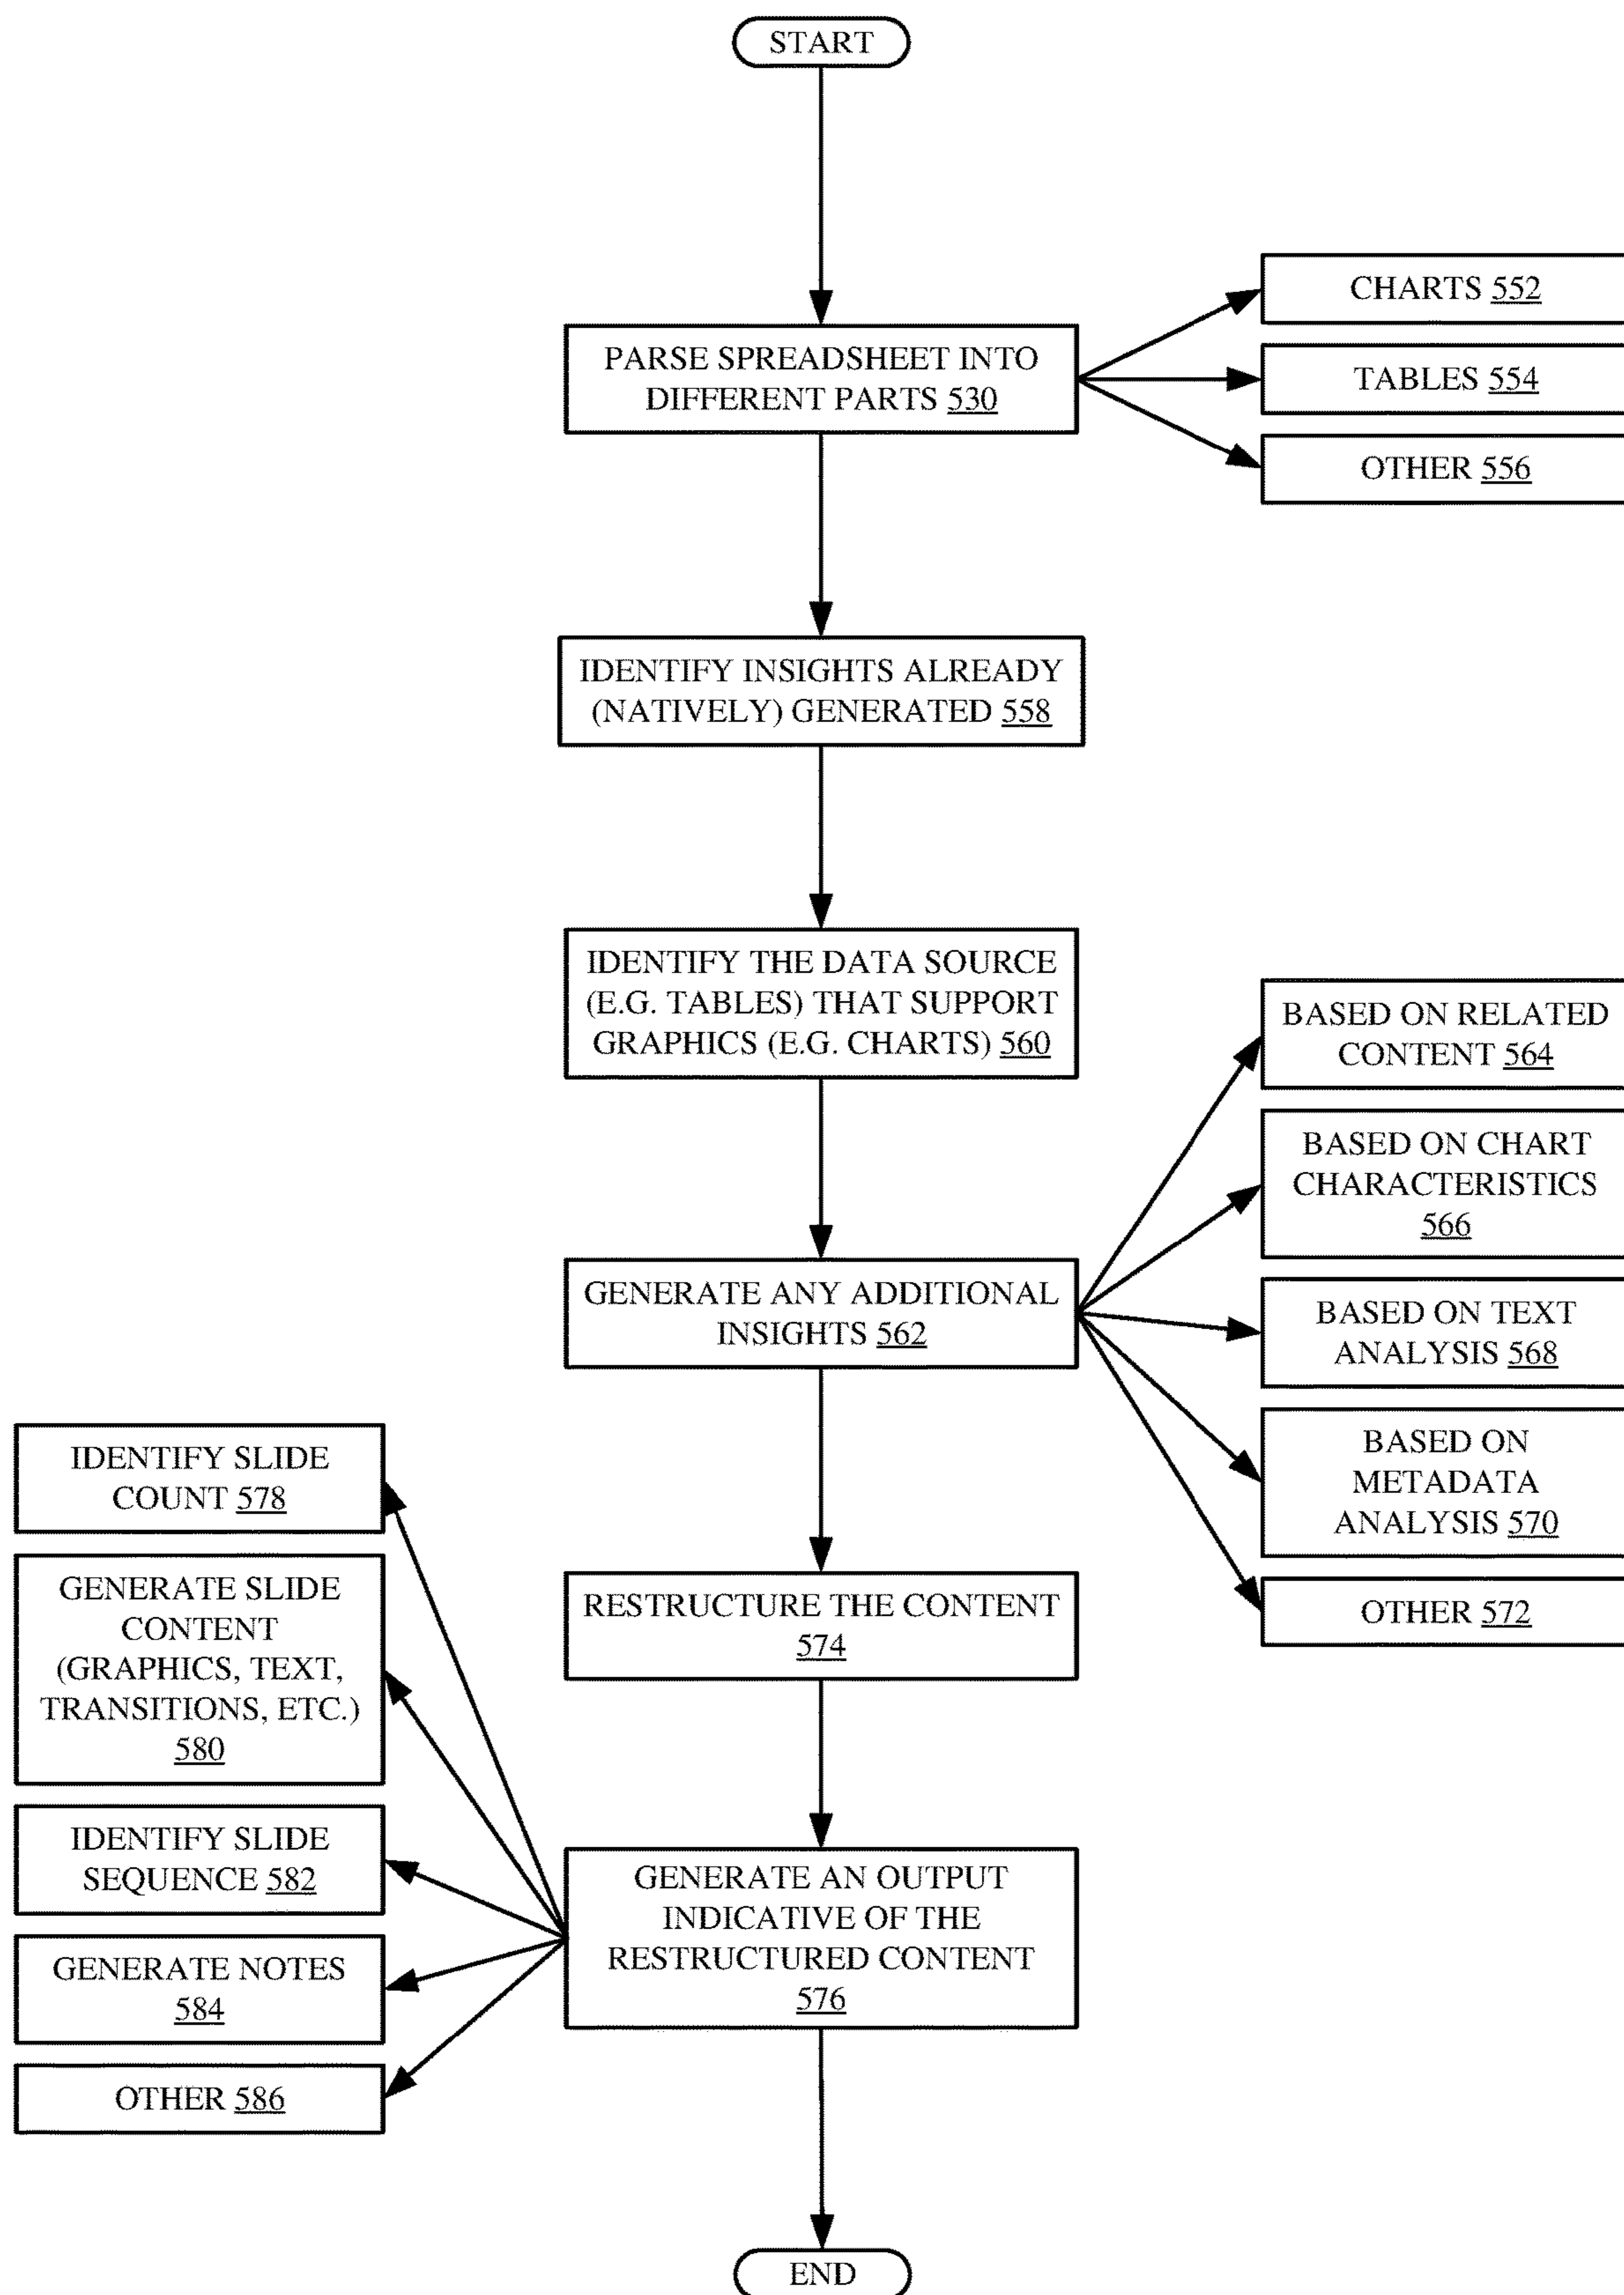 START
PARSE SPREADSHEET INTO
DIFFERENT PARTS 530
CHARTS 552
TABLES 554
OTHER 556
IDENTIFY INSIGHTS ALREADY
(NATIVELY) GENERATED 558
IDENTIFY THE DATA SOURCE
(E.G. TABLES) THAT SUPPORT
GRAPHICS (E.G. CHARTS) 560
GENERATE ANY ADDITIONAL
INSIGHTS 562
BASED ON RELATED
CONTENT 564
BASED ON CHART
CHARACTERISTICS
566
BASED ON TEXT
ANALYSIS 568
BASED ON
METADATA
ANALYSIS 570
OTHER 572
RESTRUCTURE THE CONTENT
574
GENERATE AN OUTPUT
INDICATIVE OF THE
RESTRUCTURED CONTENT
576
IDENTIFY SLIDE
COUNT 578
GENERATE SLIDE
CONTENT
(GRAPHICS, TEXT,
TRANSITIONS, ETC.)
580
IDENTIFY SLIDE
SEQUENCE 582
GENERATE NOTES
584
OTHER 586
END